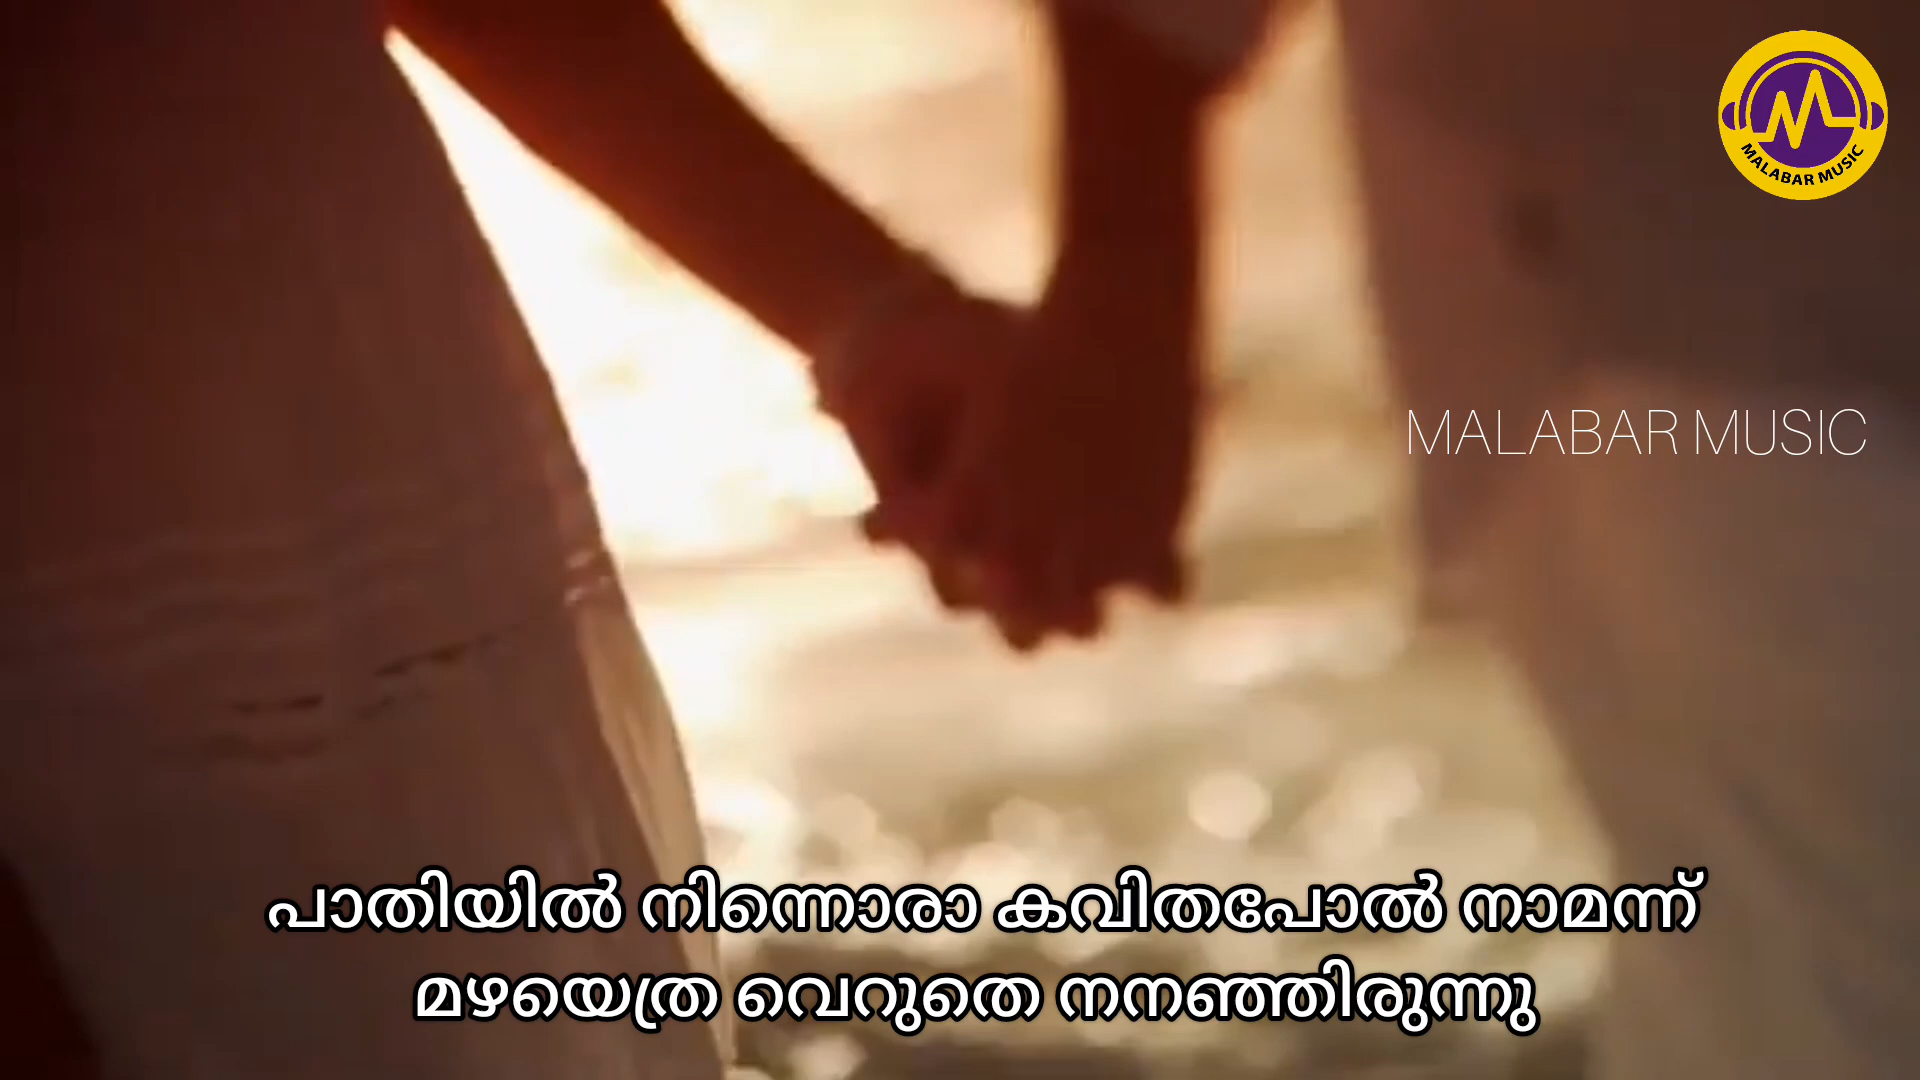 MALABAR MUSIC
MALABAR MUSIC
പാതിയിൽ നിന്നൊരാ കവിതപോൽ നാമന്ന്
മഴയെത്ര വെറുതെ നനഞ്ഞിരുന്നു